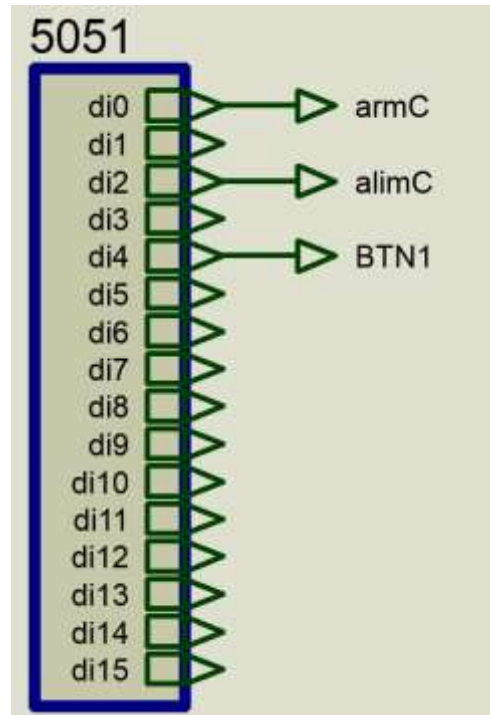 5051
di0 armC
di1
di2 alimC
di3
di4 BTN1
di5
di6
di7
di8
di9
di10
di11
di12
di13
di14
di15